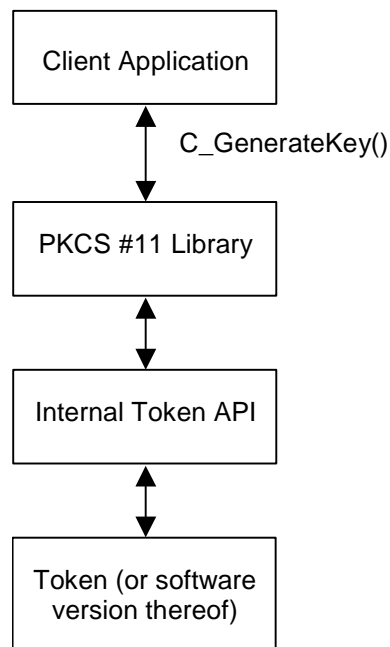 Client Application
C_GenerateKey()
PKCS #11 Library
Internal Token API
Token (or software
version thereof)